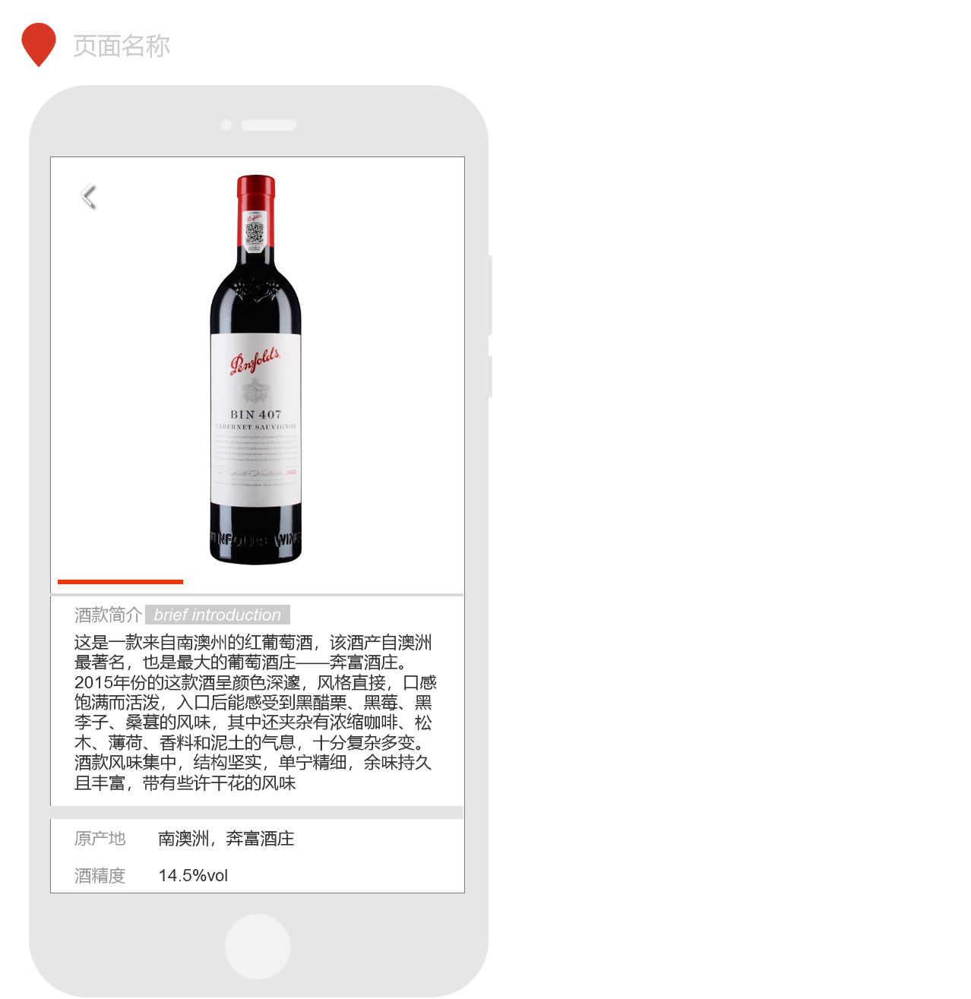 页面名称
Penfolds
8052
Penfolds
BIN 407
CABERNET SAUVIGNON
2015
酒款简介 brief introduction
这是一款来自南澳州的红葡萄酒，该酒产自澳洲
最著名，也是最大的葡萄酒庄——奔富酒庄。
2015年份的这款酒呈颜色深邃，风格直接，口感
饱满而活泼，入口后能感受到黑醋栗、黑莓、黑
李子、桑葚的风味，其中还夹杂有浓缩咖啡、松
木、薄荷、香料和泥土的气息，十分复杂多变。
酒款风味集中，结构坚实，单宁精细，余味持久
且丰富，带有些许干花的风味
原产地 南澳洲，奔富酒庄
酒精度 14.5%vol